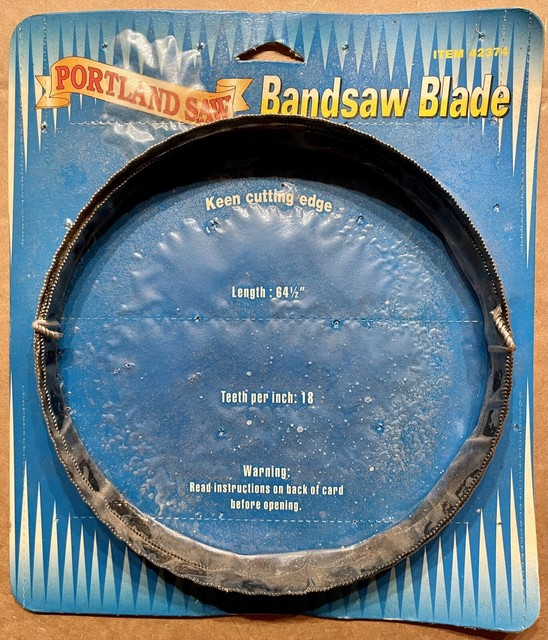 ITEM 42374
PORTLAND SAW
Bandsaw Blade
Keen cutting edge
Length : 64½"
Teeth per inch: 18
Warning:
Read instructions on back of card
before opening.